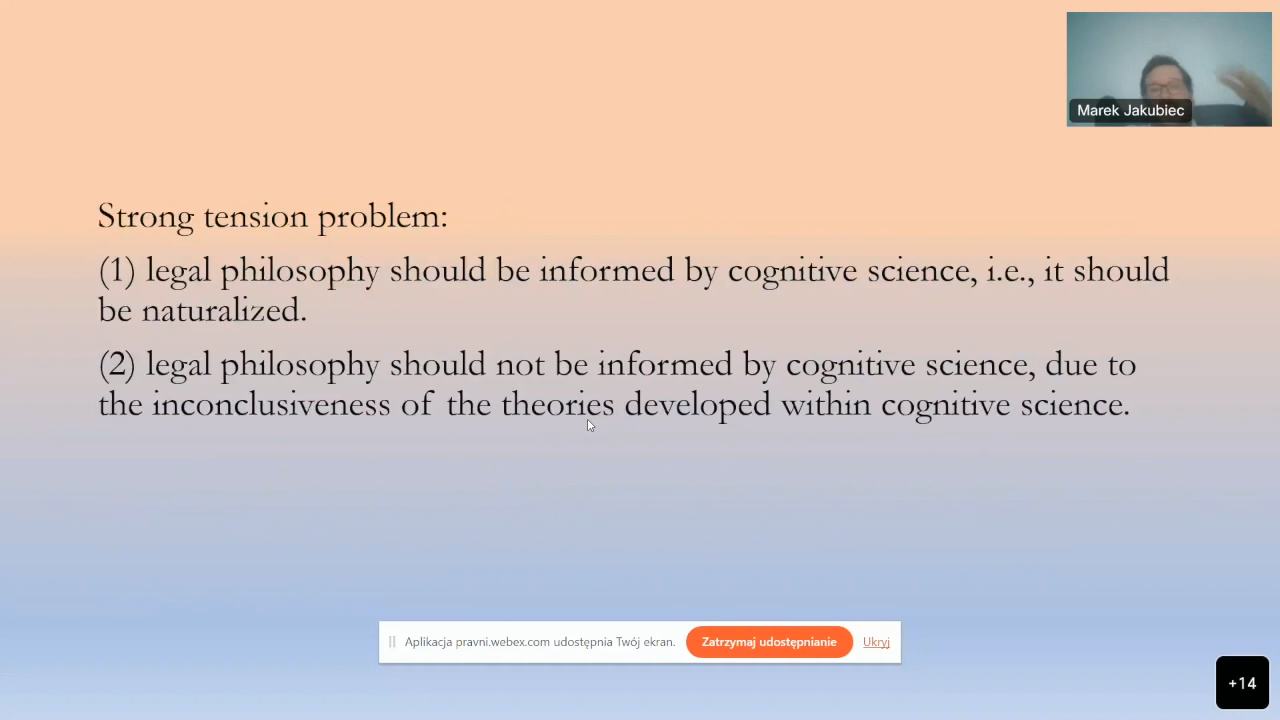 Marek Jakubiec
Strong tension problem:
(1) legal philosophy should be informed by cognitive science, i.e., it should
be naturalized.
(2) legal philosophy should not be informed by cognitive science, due to
the inconclusiveness of the theories developed within cognitive science.
Aplikacja pravni.webex.com udostępnia Twój ekran.
Zatrzymaj udostępnianie
Ukryj
+14